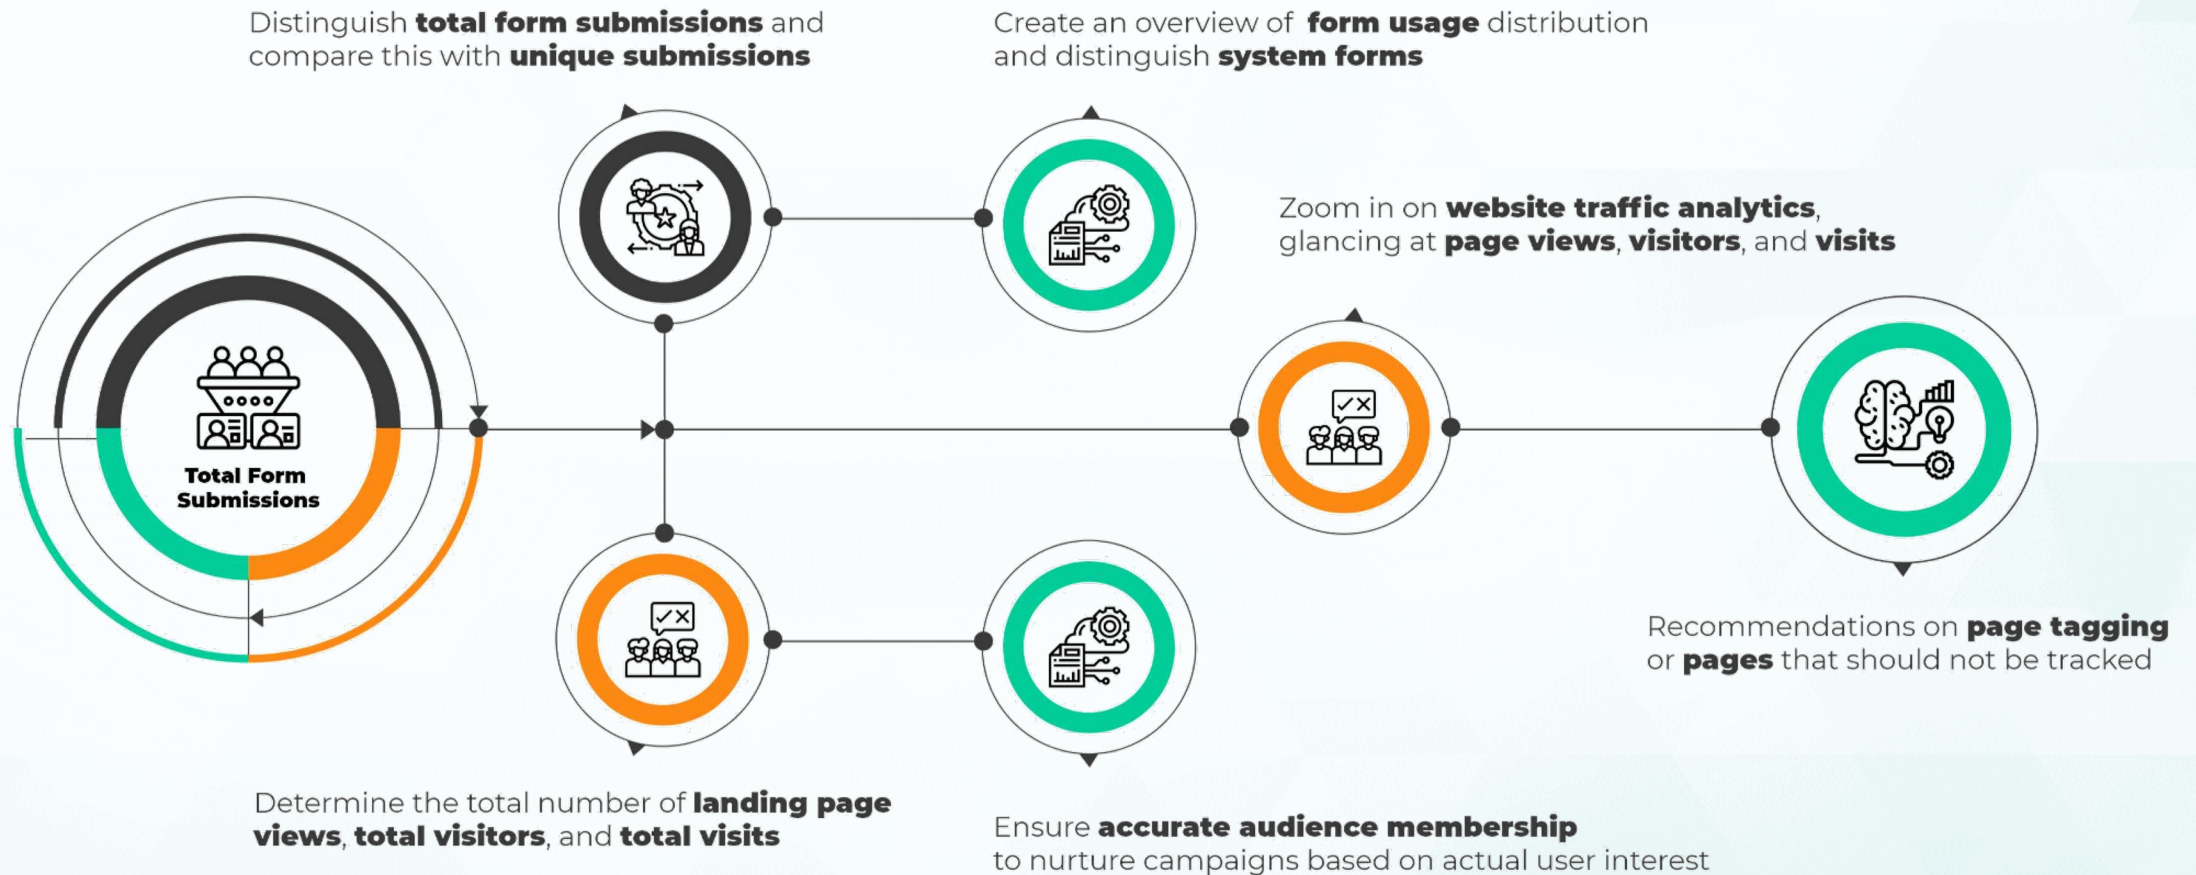 Distinguish total form submissions and
compare this with unique submissions
Create an overview of form usage distribution
and distinguish system forms
Zoom in on website traffic analytics,
glancing at page views, visitors, and visits
Total Form
Submissions
Recommendations on page tagging
or pages that should not be tracked
Determine the total number of landing page
views, total visitors, and total visits
Ensure accurate audience membership
to nurture campaigns based on actual user interest